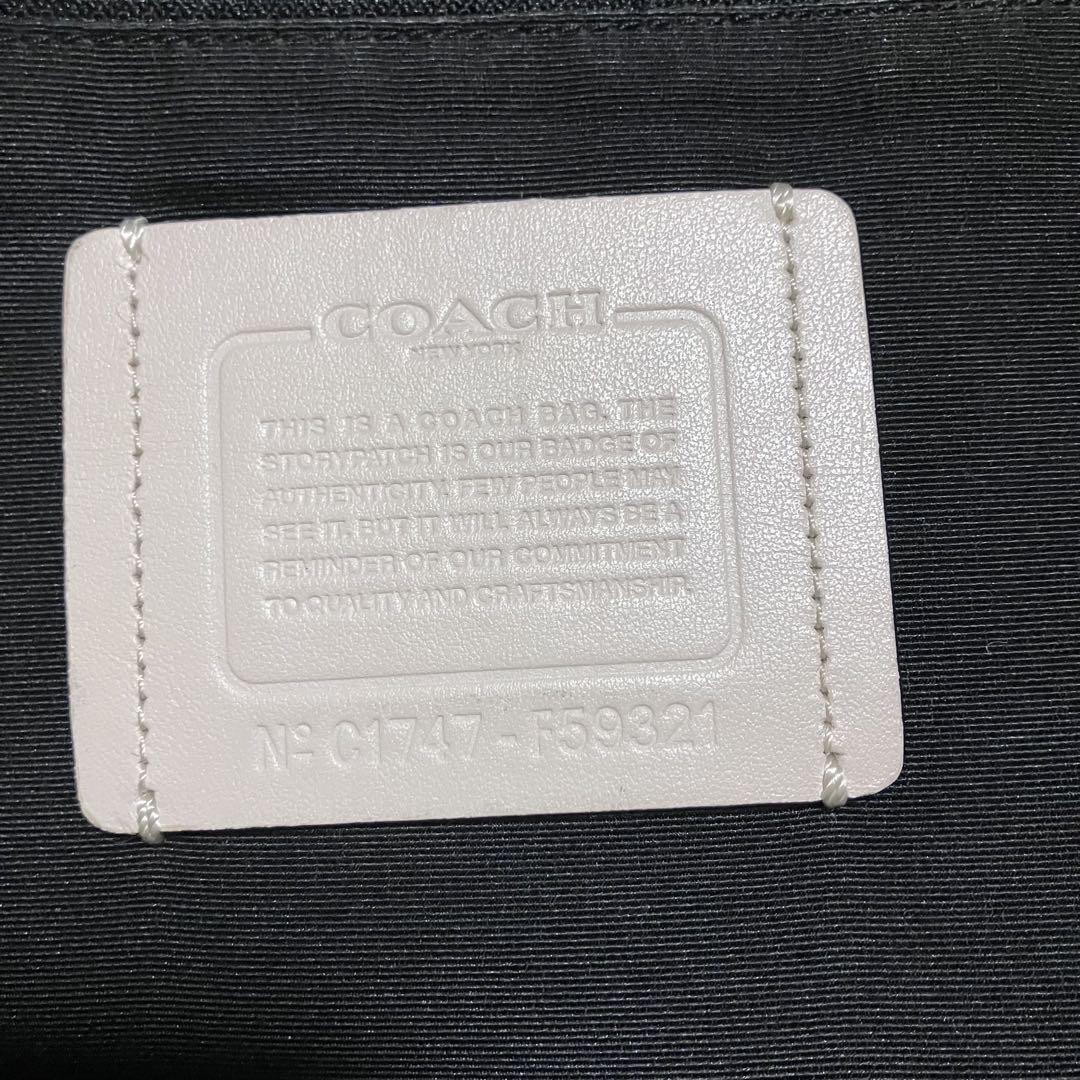 COACH
NEW YORK
THIS IS A COACH BAG. THE
STORYPATCH IS OUR BADGE OF
AUTHENTICITY. FEW PEOPLE MAY
SEE IT. BUT IT WILL ALWAYS BE A
REMINDER OF OUR COMMITMENT
TO QUALITY AND CRAFTSMANSHIP.
Nº C1747-F59321